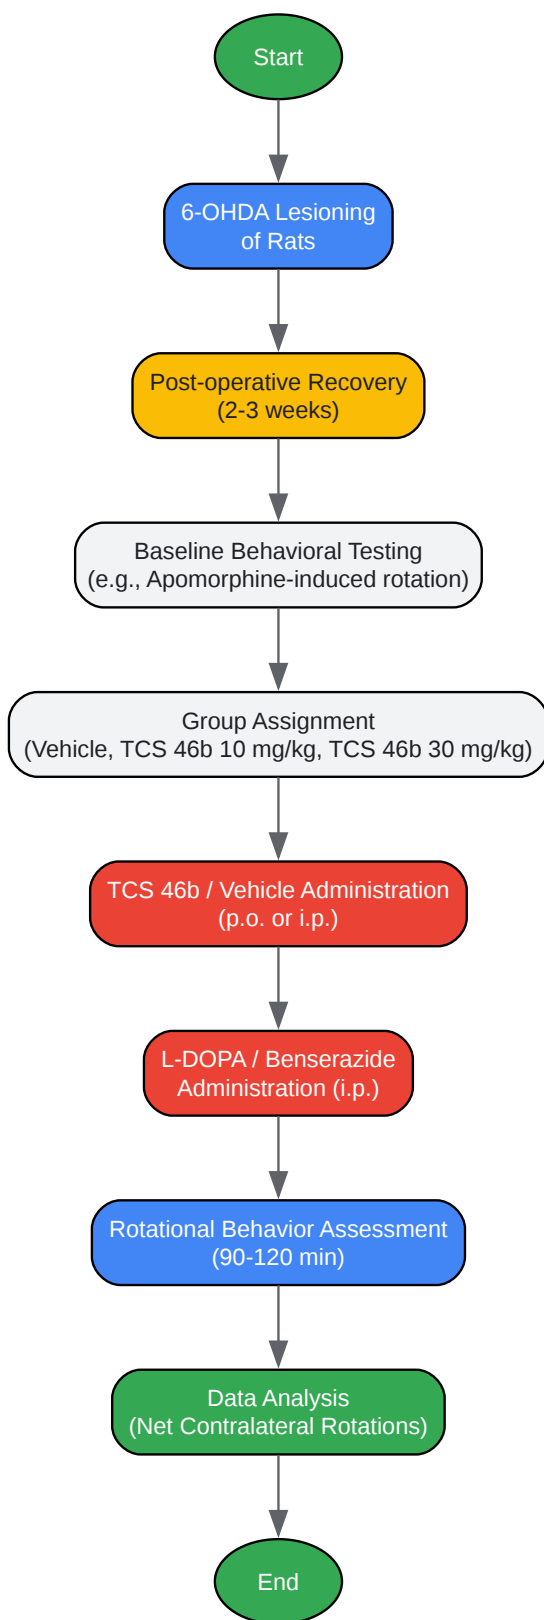 Start
6-OHDA Lesioning
of Rats
Post-operative Recovery
(2-3 weeks)
Baseline Behavioral Testing
(e.g., Apomorphine-induced rotation)
Group Assignment
(Vehicle, TCS 46b 10 mg/kg, TCS 46b 30 mg/kg)
TCS 46b / Vehicle Administration
(p.o. or i.p.)
L-DOPA / Benserazide
Administration (i.p.)
Rotational Behavior Assessment
(90-120 min)
Data Analysis
(Net Contralateral Rotations)
End